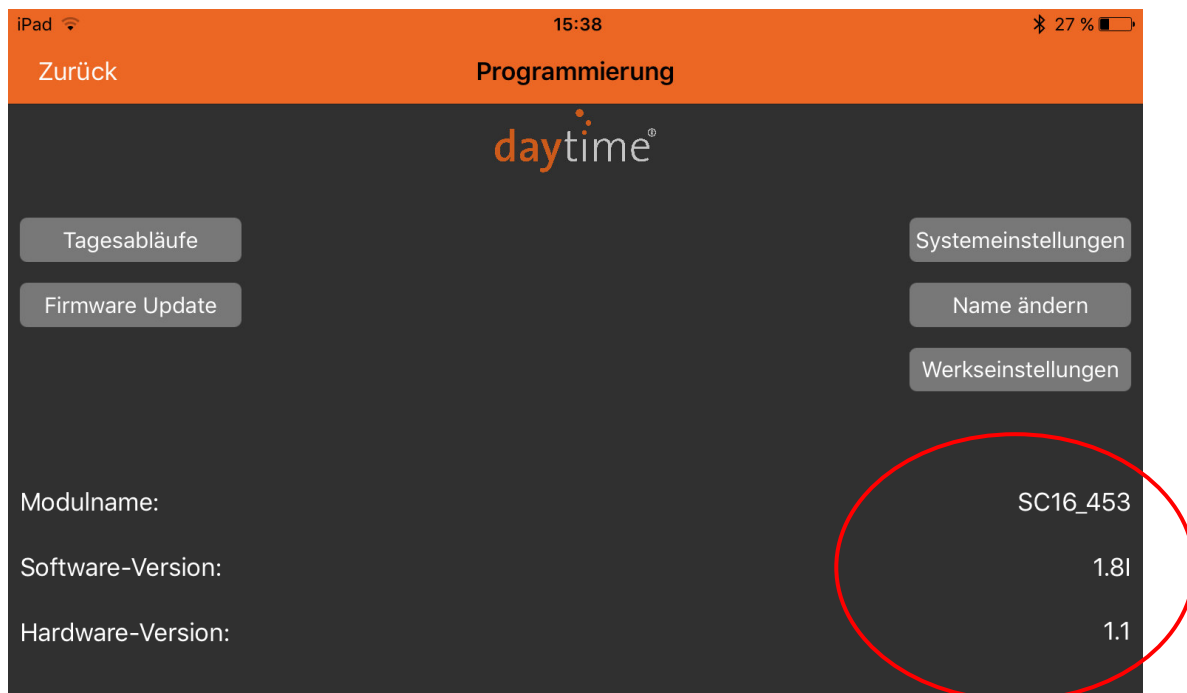 iPad 15:38 27 %
Zurück Programmierung
daytime®
Tagesabläufe Systemeinstellungen
Firmware Update Name ändern
Werkseinstellungen
Modulname: SC16_453
Software-Version: 1.8l
Hardware-Version: 1.1